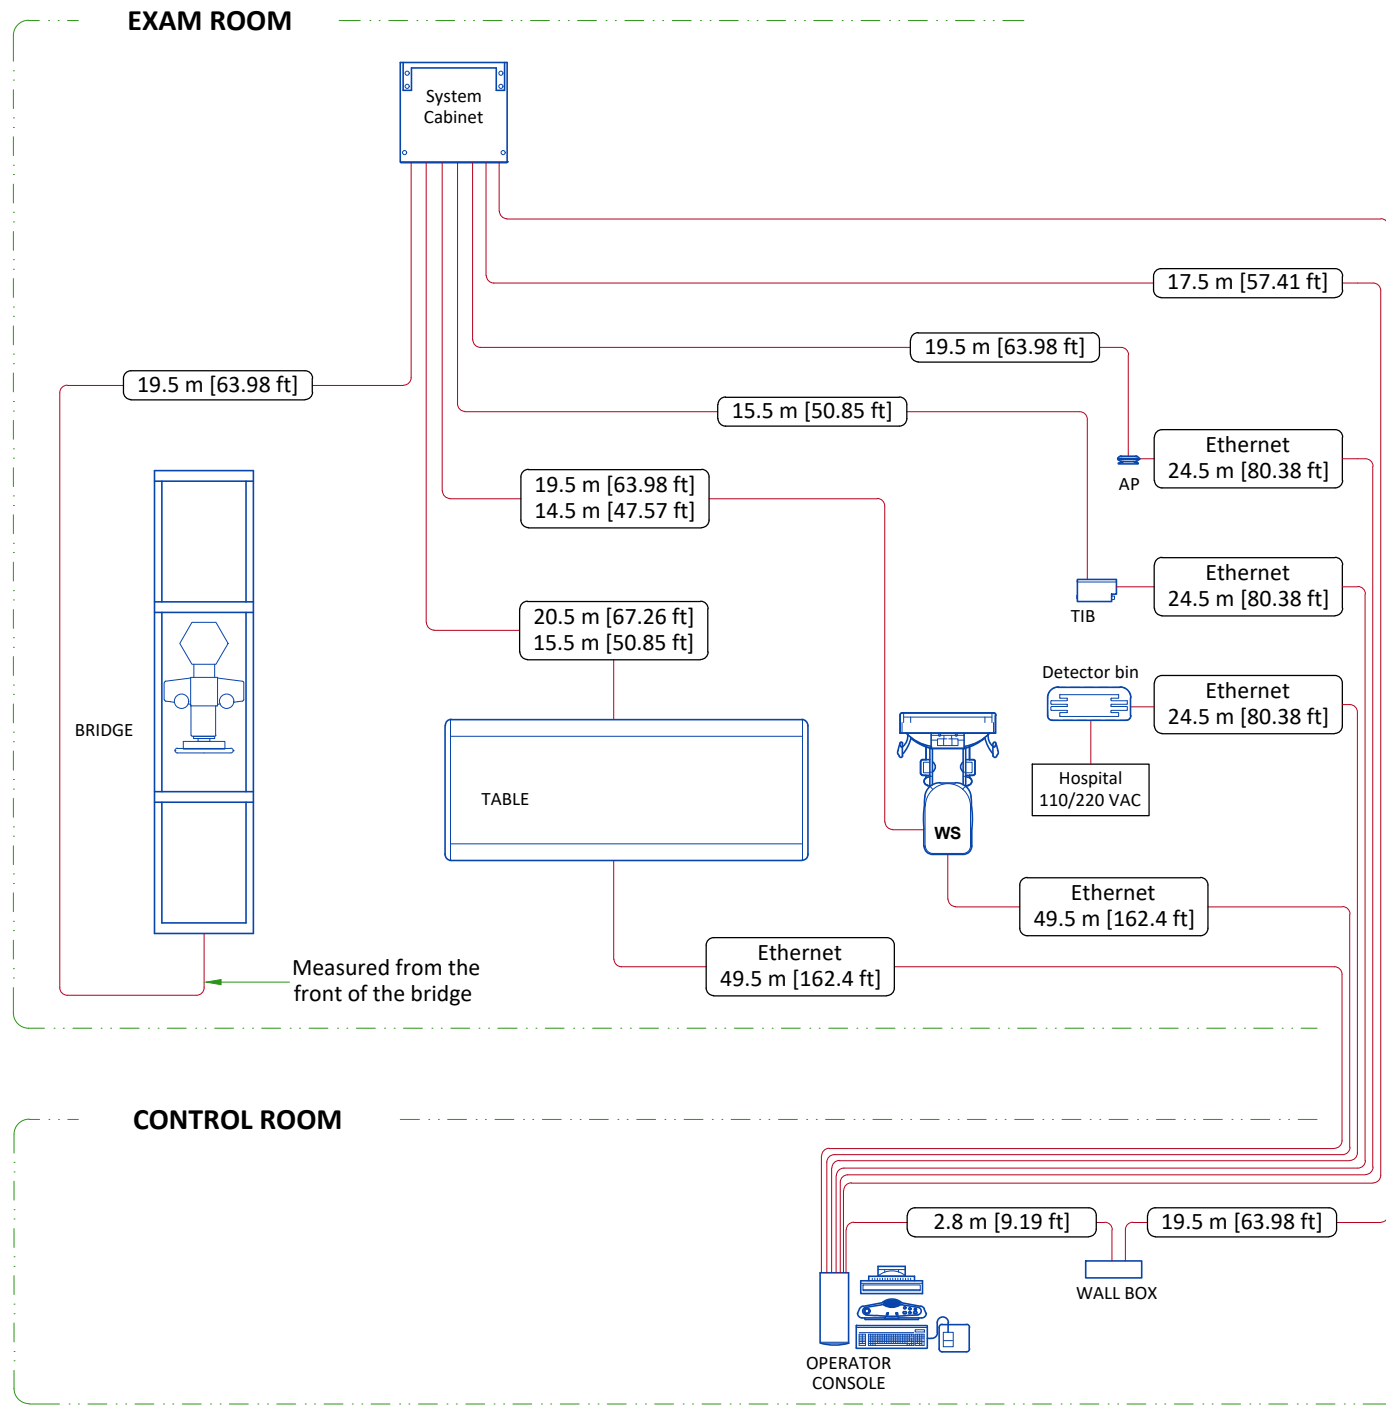 EXAM ROOM
System
Cabinet
17.5 m [57.41 ft]
19.5 m [63.98 ft]
19.5 m [63.98 ft]
15.5 m [50.85 ft]
Ethernet
24.5 m [80.38 ft]
AP
19.5 m [63.98 ft]
14.5 m [47.57 ft]
Ethernet
24.5 m [80.38 ft]
TIB
20.5 m [67.26 ft]
15.5 m [50.85 ft]
Detector bin
Ethernet
24.5 m [80.38 ft]
BRIDGE
Hospital
110/220 VAC
TABLE
WS
Ethernet
49.5 m [162.4 ft]
Ethernet
49.5 m [162.4 ft]
Measured from the
front of the bridge
CONTROL ROOM
2.8 m [9.19 ft]
19.5 m [63.98 ft]
WALL BOX
OPERATOR
CONSOLE